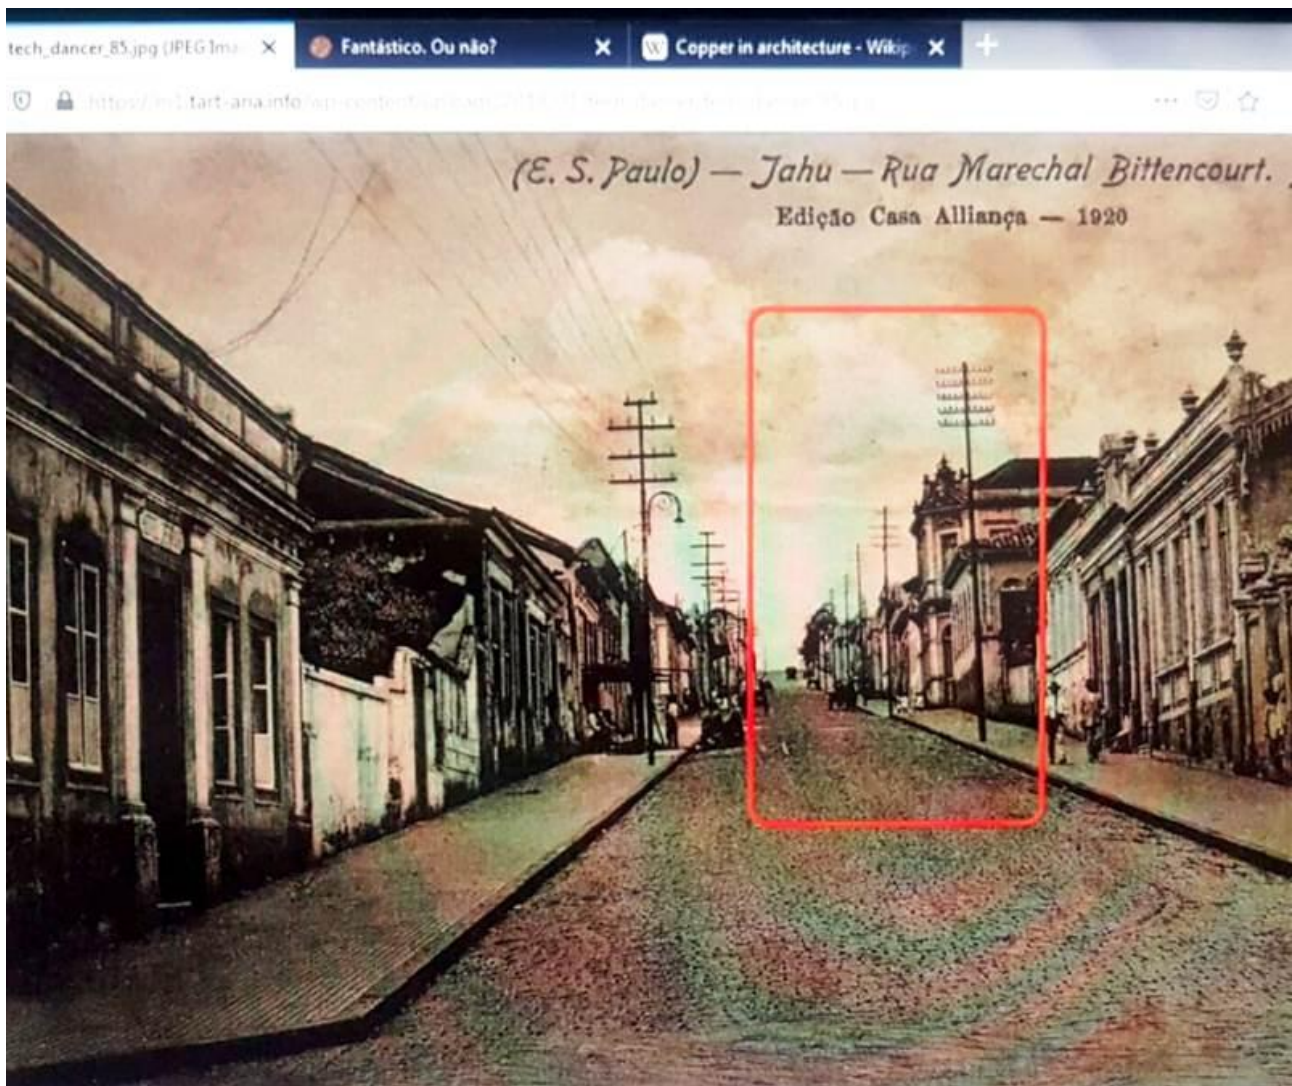 tech_dancer_85.jpg (JPEG Ima
Fantástico. Ou não?
Copper in architecture - Wikip
tart-aria.info
(E. S. Paulo) — Jahu — Rua Marechal Bittencourt.
Edição Casa Alliança — 1920